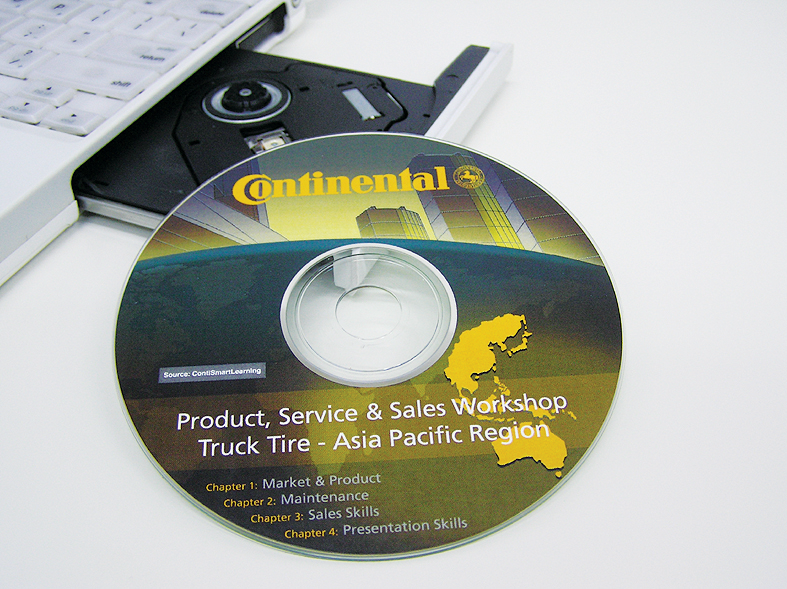 Continental
Source: ContiSmartLearning
Product, Service & Sales Workshop
Truck Tire - Asia Pacific Region
Chapter 1: Market & Product
Chapter 2: Maintenance
Chapter 3: Sales Skills
Chapter 4: Presentation Skills
return
shift